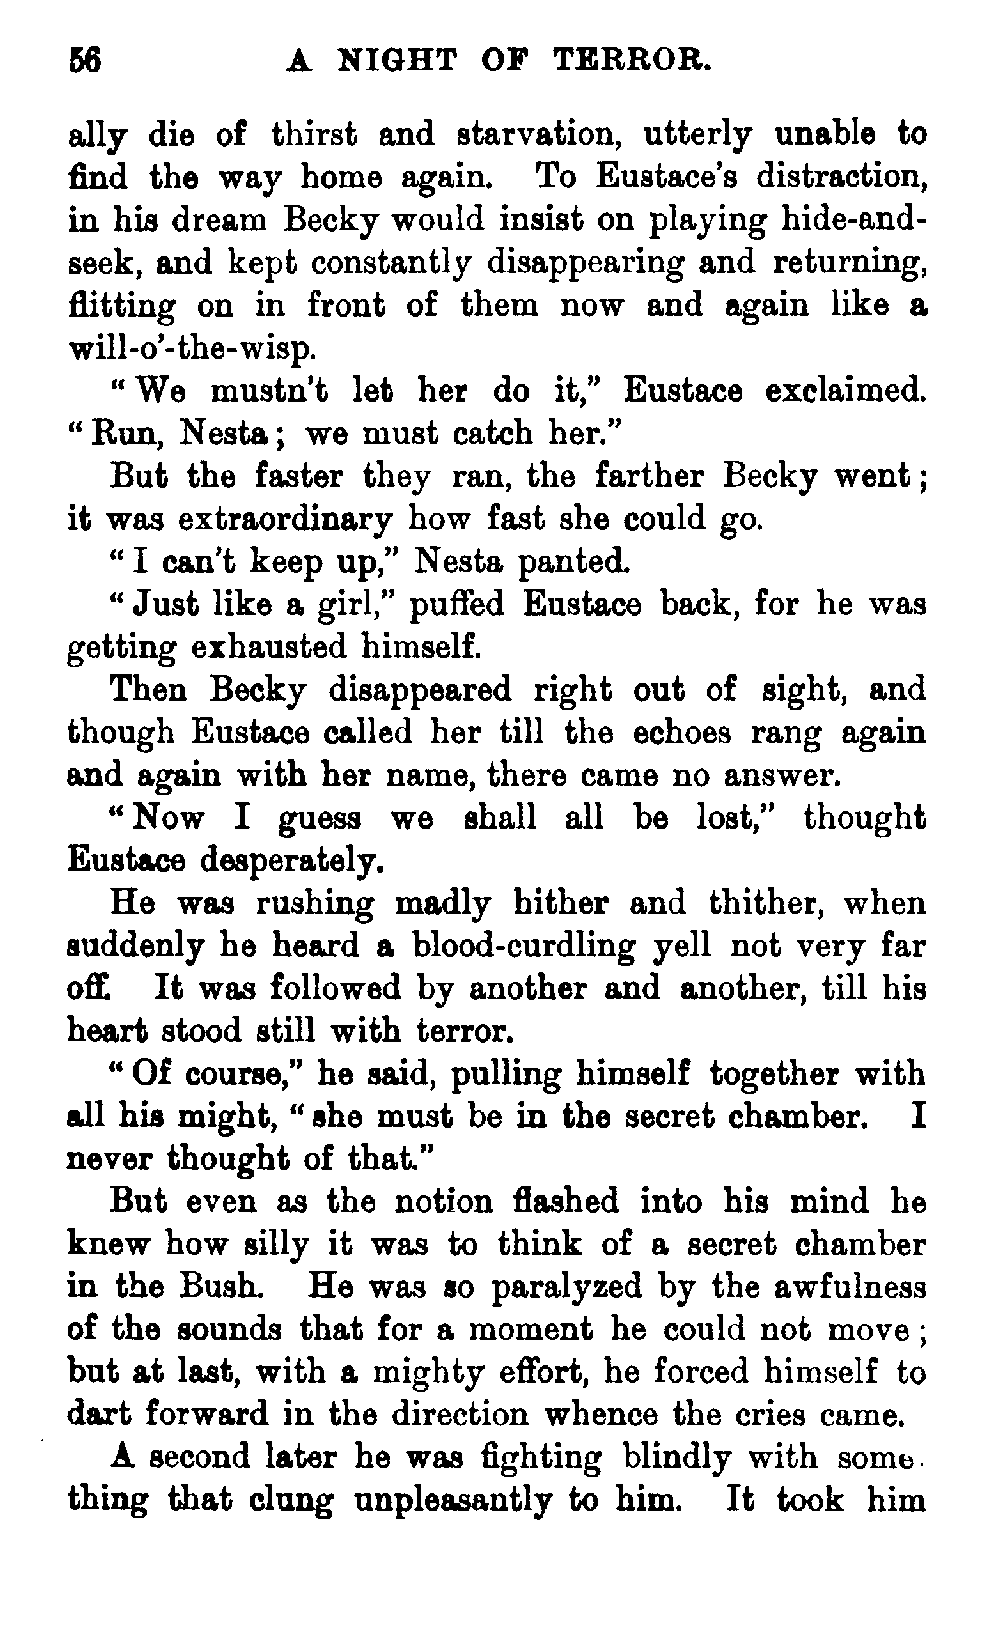 56 A NIGHT OF TERROR.
ally die of thirst and starvation, utterly unable to
find the way home again. To Eustace's distraction,
in his dream Becky would insist on playing hide-and-
seek, and kept constantly disappearing and returning,
flitting on in front of them now and again like a
will-o'-the-wisp.
"We mustn't let her do it," Eustace exclaimed.
"Run, Nesta; we must catch her."
But the faster they ran, the farther Becky went;
it was extraordinary how fast she could go.
"I can't keep up," Nesta panted.
"Just like a girl," puffed Eustace back, for he was
getting exhausted himself.
Then Becky disappeared right out of sight, and
though Eustace called her till the echoes rang again
and again with her name, there came no answer.
"Now I guess we shall all be lost," thought
Eustace desperately.
He was rushing madly hither and thither, when
suddenly he heard a blood-curdling yell not very far
off. It was followed by another and another, till his
heart stood still with terror.
"Of course," he said, pulling himself together with
all his might, "she must be in the secret chamber. I
never thought of that."
But even as the notion flashed into his mind he
knew how silly it was to think of a secret chamber
in the Bush. He was so paralyzed by the awfulness
of the sounds that for a moment he could not move;
but at last, with a mighty effort, he forced himself to
dart forward in the direction whence the cries came.
A second later he was fighting blindly with some-
thing that clung unpleasantly to him. It took him